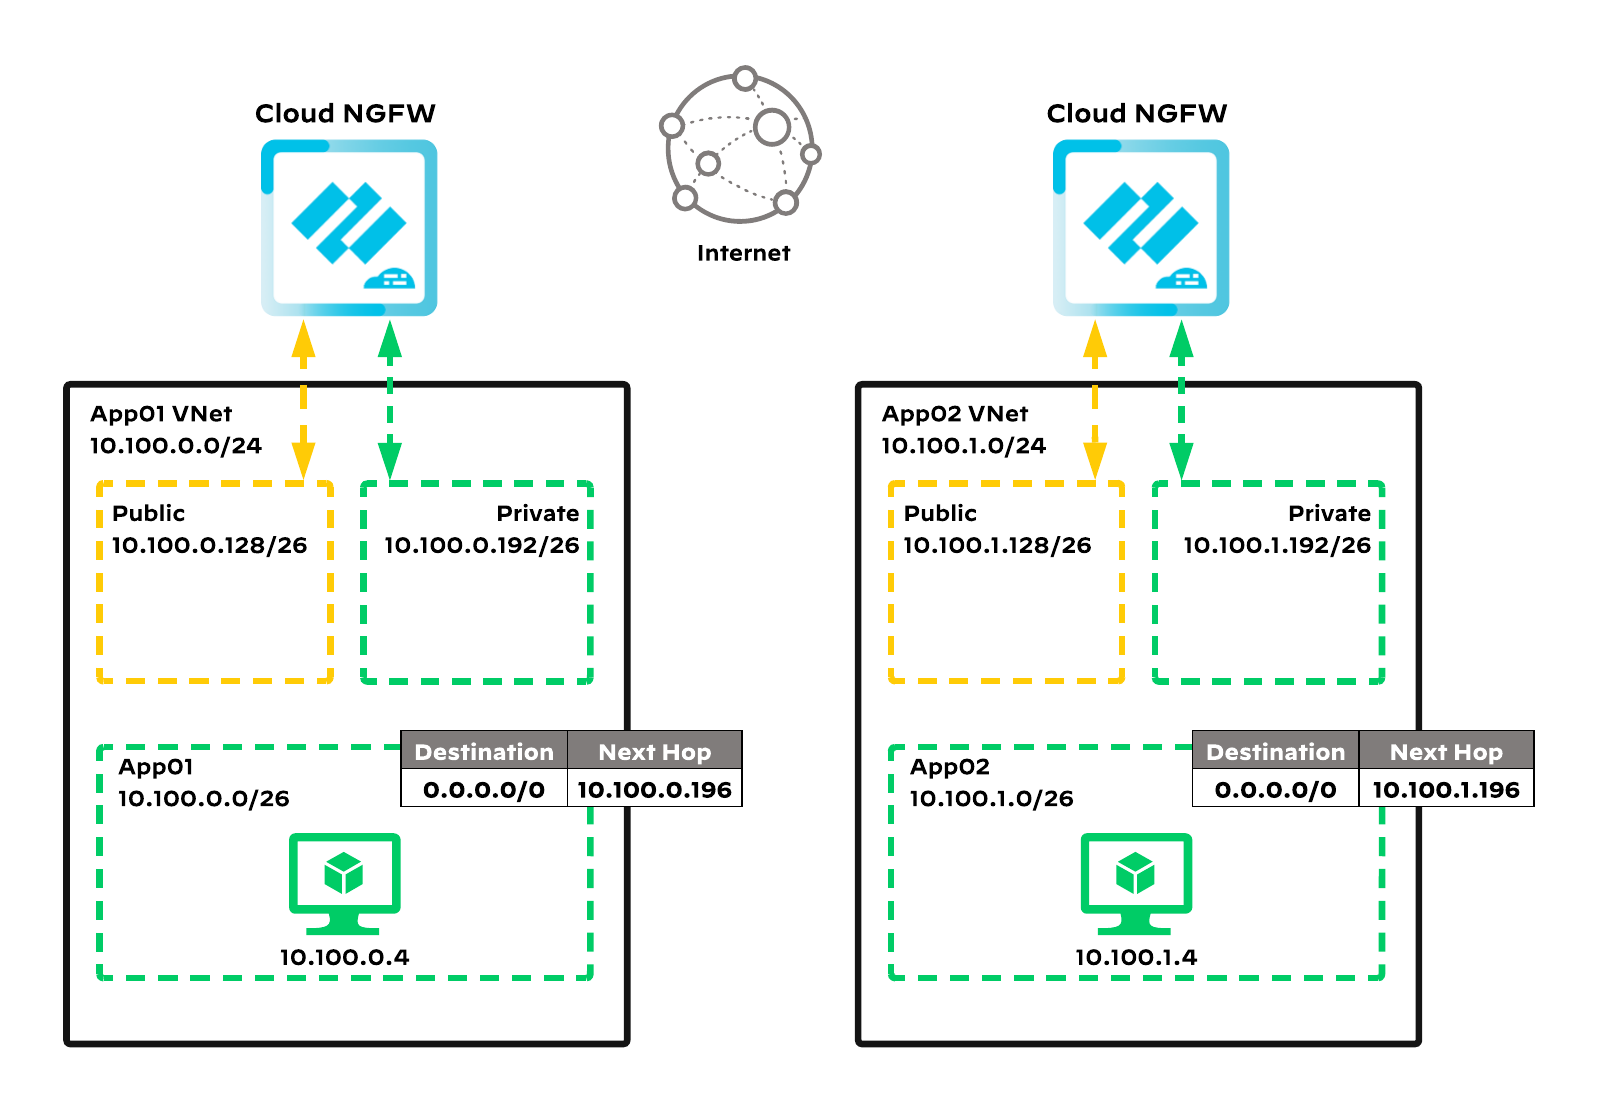 Cloud NGFW
Internet
Cloud NGFW
App01 VNet
10.100.0.0/24
Public
10.100.0.128/26
Private
10.100.0.192/26
App01
10.100.0.0/26
Destination Next Hop
0.0.0.0/0 10.100.0.196
10.100.0.4
App02 VNet
10.100.1.0/24
Public
10.100.1.128/26
Private
10.100.1.192/26
App02
10.100.1.0/26
Destination Next Hop
0.0.0.0/0 10.100.1.196
10.100.1.4